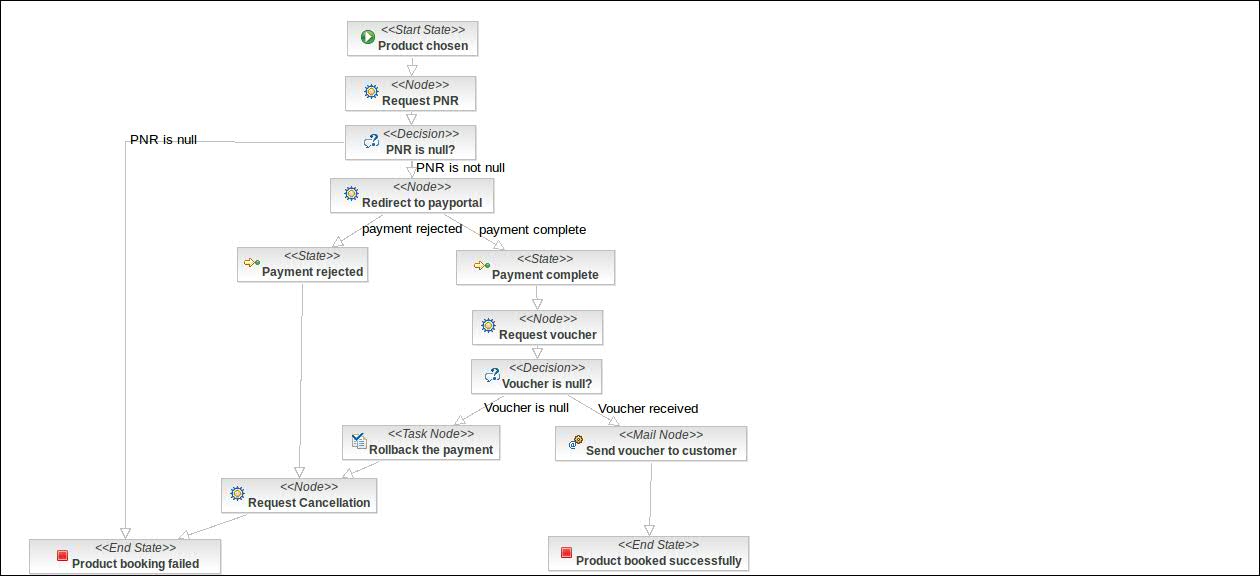 <<Start State>>
Product chosen
<<Node>>
Request PNR
PNR is null
<<Decision>>
PNR is null?
PNR is not null
<<Node>>
Redirect to payportal
payment rejected
payment complete
<<State>>
Payment rejected
<<State>>
Payment complete
<<Node>>
Request voucher
<<Decision>>
Voucher is null?
Voucher is null
Voucher received
<<Task Node>>
Rollback the payment
<<Mail Node>>
Send voucher to customer
<<Node>>
Request Cancellation
<<End State>>
Product booking failed
<<End State>>
Product booked successfully